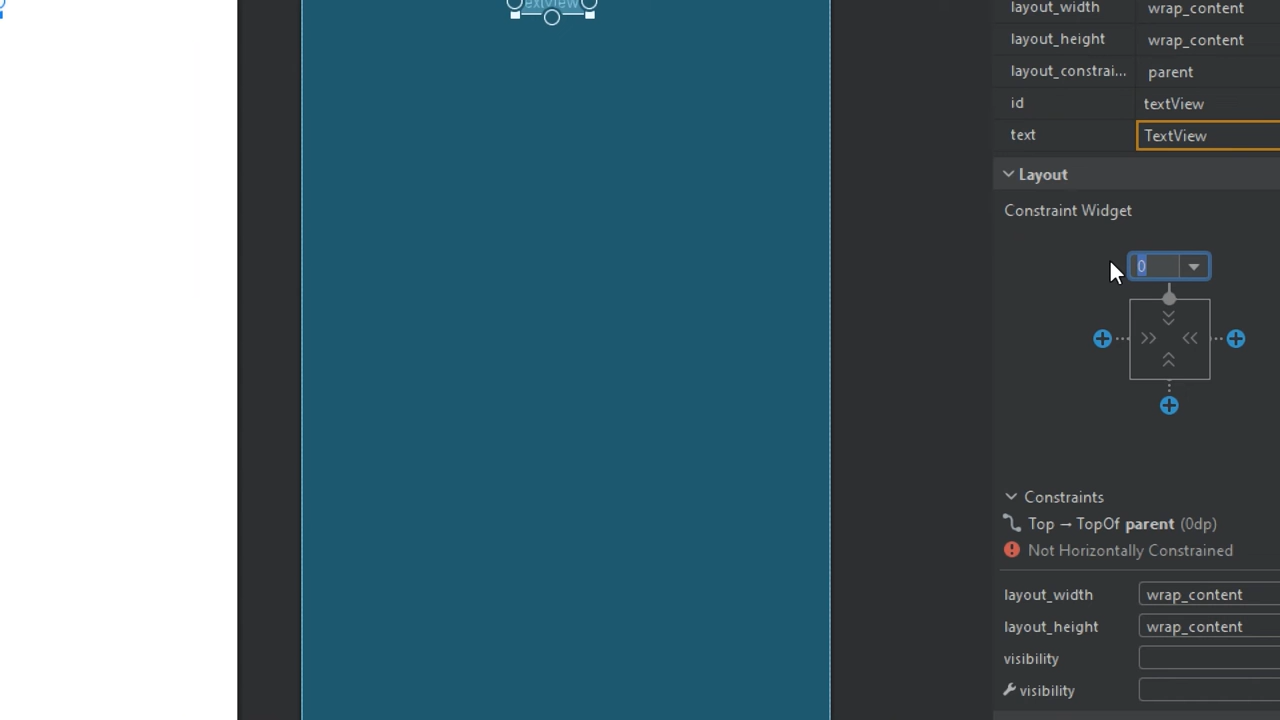 TextView
layout_width wrap_content
layout_height wrap_content
layout_constrai... parent
id textView
text TextView
Layout
Constraint Widget
0
Constraints
Top → TopOf parent (0dp)
Not Horizontally Constrained
layout_width wrap_content
layout_height wrap_content
visibility
visibility